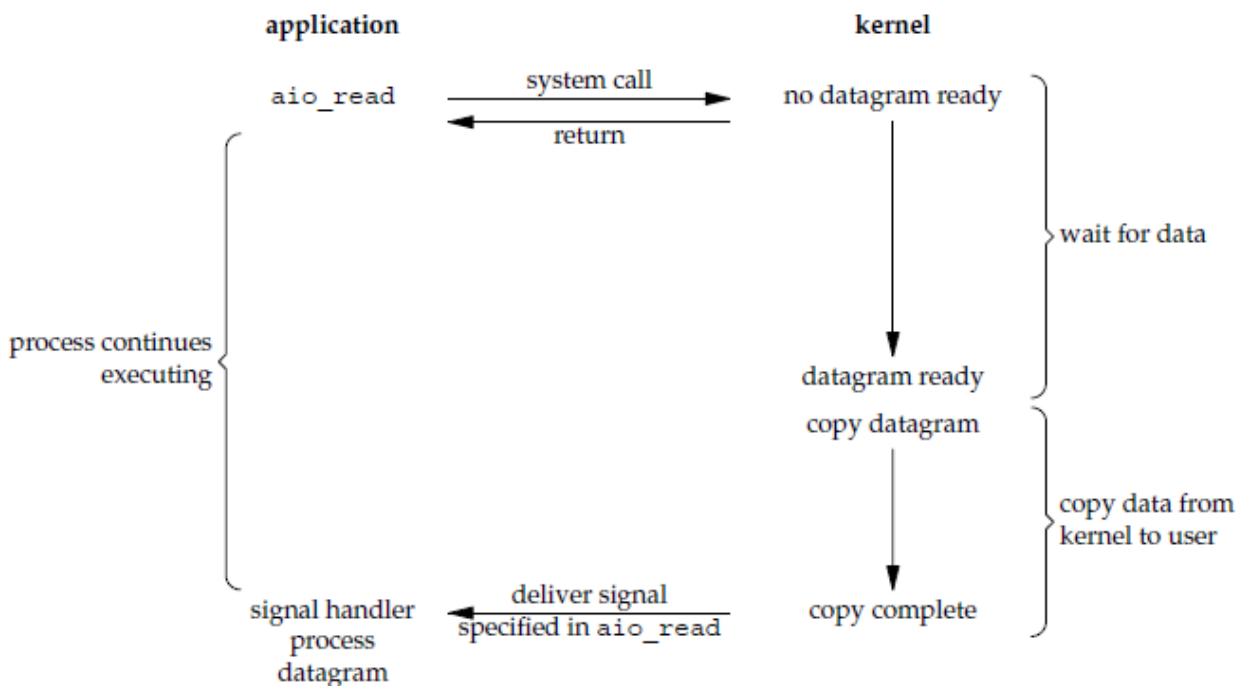 application
kernel
aio_read
system call
no datagram ready
return
wait for data
process continues
executing
datagram ready
copy datagram
copy data from
kernel to user
signal handler
process
datagram
deliver signal
specified in aio_read
copy complete